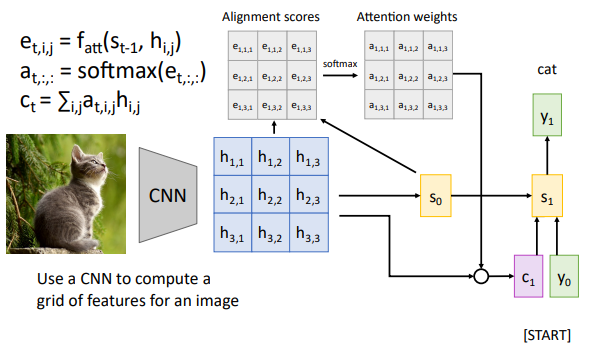 Alignment scores
Attention weights
e_{t,i,j} = f_{att}(s_{t-1}, h_{i,j})
a_{t,:,:} = softmax(e_{t,:,:})
c_t = ∑_{i,j}a_{t,i,j}h_{i,j}
e_{1,1,1} e_{1,1,2} e_{1,1,3}
e_{1,2,1} e_{1,2,2} e_{1,2,3}
e_{1,3,1} e_{1,3,2} e_{1,3,3}
softmax
a_{1,1,1} a_{1,1,2} a_{1,1,3}
a_{1,2,1} a_{1,2,2} a_{1,2,3}
a_{1,3,1} a_{1,3,2} a_{1,3,3}
cat
y_1
CNN
h_{1,1} h_{1,2} h_{1,3}
h_{2,1} h_{2,2} h_{2,3}
h_{3,1} h_{3,2} h_{3,3}
s_0
s_1
c_1
y_0
Use a CNN to compute a
grid of features for an image
[START]